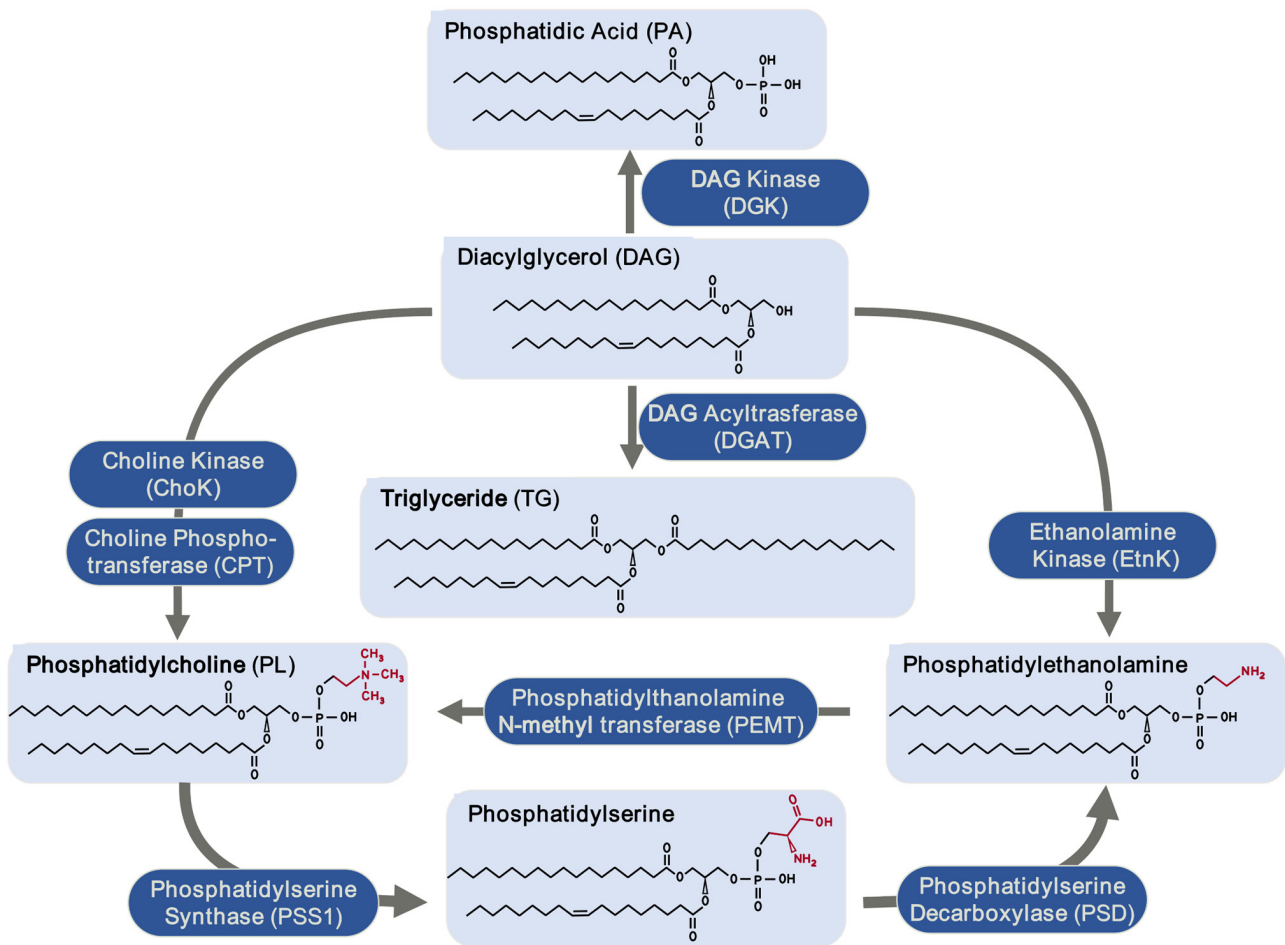 Phosphatidic Acid (PA)
O
O
O
O
P
OH
OH
O
O
DAG Kinase
(DGK)
Diacylglycerol (DAG)
O
O
OH
O
O
DAG Acyltrasferase
(DGAT)
Choline Kinase
(ChoK)
Choline Phospho-
transferase (CPT)
Triglyceride (TG)
O
O
O
O
O
O
Ethanolamine
Kinase (EtnK)
Phosphatidylcholine (PL)
CH3
N
CH3
CH3
O
O
O
O
P
OH
O
O
O
Phosphatidylthanolamine
N-methyl transferase (PEMT)
Phosphatidylethanolamine
NH2
O
O
O
O
P
OH
O
O
O
Phosphatidylserine
O
OH
NH2
O
O
O
O
P
OH
O
O
O
Phosphatidylserine
Synthase (PSS1)
Phosphatidylserine
Decarboxylase (PSD)